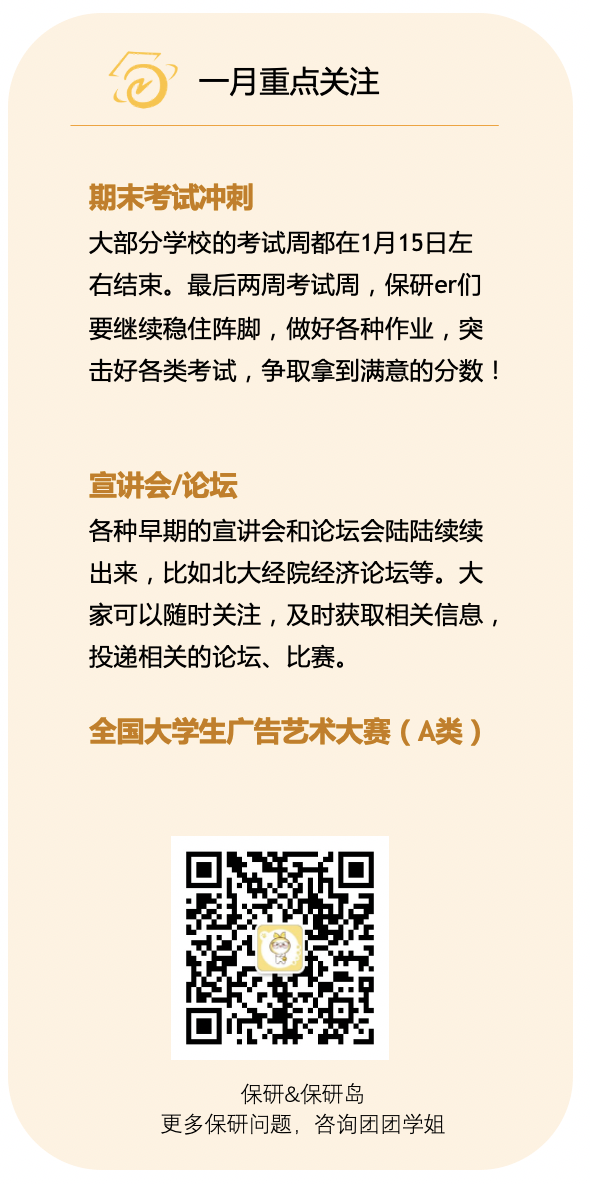 一月重点关注
期末考试冲刺
大部分学校的考试周都在1月15日左
右结束。最后两周考试周，保研er们
要继续稳住阵脚，做好各种作业，突
击好各类考试，争取拿到满意的分数！
宣讲会/论坛
各种早期的宣讲会和论坛会陆陆续续
出来，比如北大经院经济论坛等。大
家可以随时关注，及时获取相关信息，
投递相关的论坛、比赛。
全国大学生广告艺术大赛（A类）
保研&保研岛
更多保研问题，咨询团团学姐